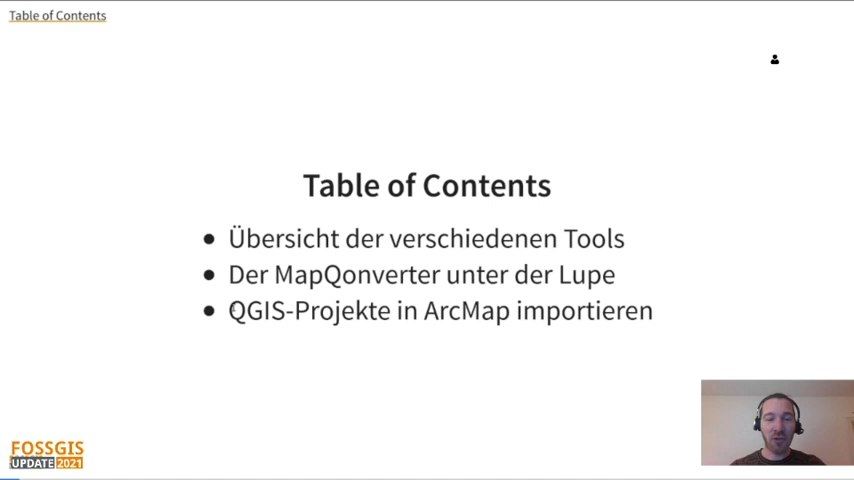 Table of Contents
Table of Contents
Übersicht der verschiedenen Tools
Der MapQonverter unter der Lupe
QGIS-Projekte in ArcMap importieren
FOSSGIS
UPDATE 2021